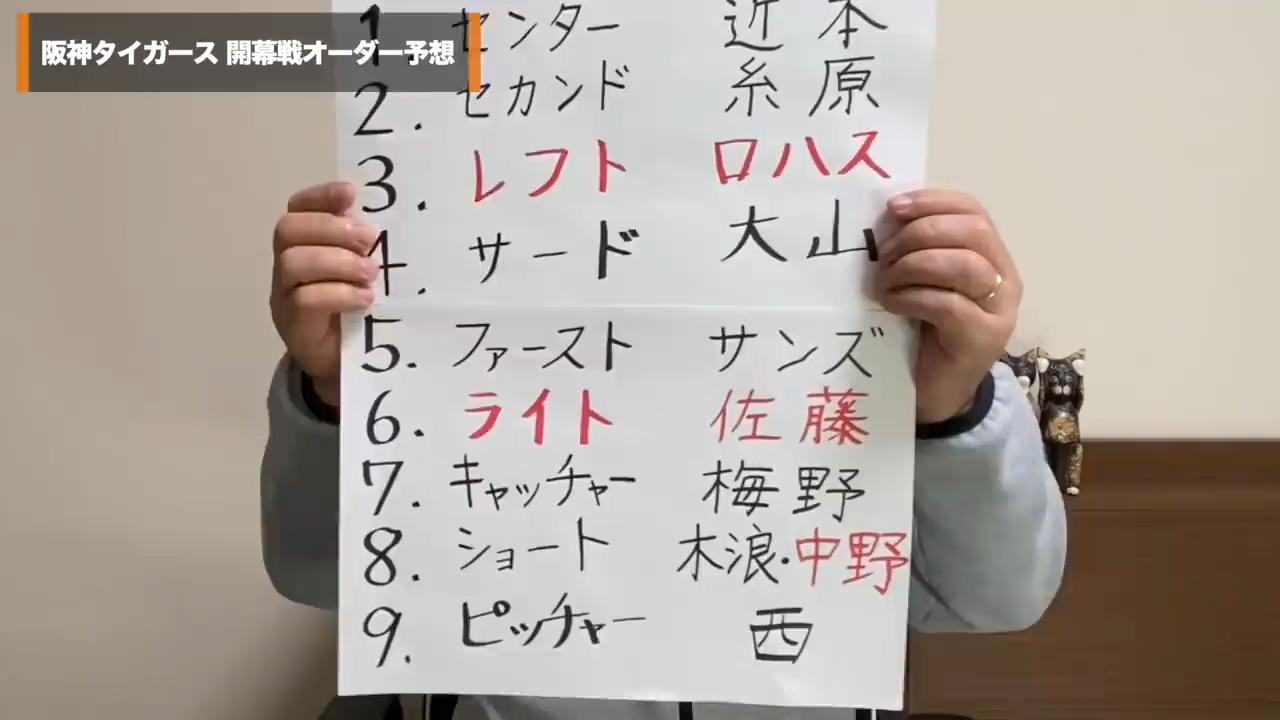 阪神タイガース 開幕戦オーダー予想
1 センター 近本
2. セカンド 糸原
3. レフト ロハス
4. サード 大山
5. ファースト サンズ
6. ライト 佐藤
7. キャッチャー 梅野
8. ショート 木浪・中野
9. ピッチャー 西